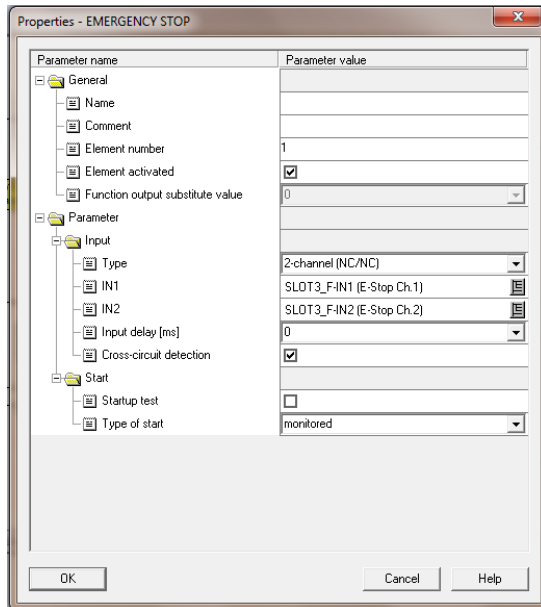 Properties - EMERGENCY STOP
Parameter name Parameter value
General
Name
Comment
Element number 1
Element activated
Function output substitute value 0
Parameter
Input
Type 2-channel (NC/NC)
IN1 SLOT3_F-IN1 (E-Stop Ch.1)
IN2 SLOT3_F-IN2 (E-Stop Ch.2)
Input delay [ms] 0
Cross-circuit detection
Start
Startup test
Type of start monitored
OK Cancel Help